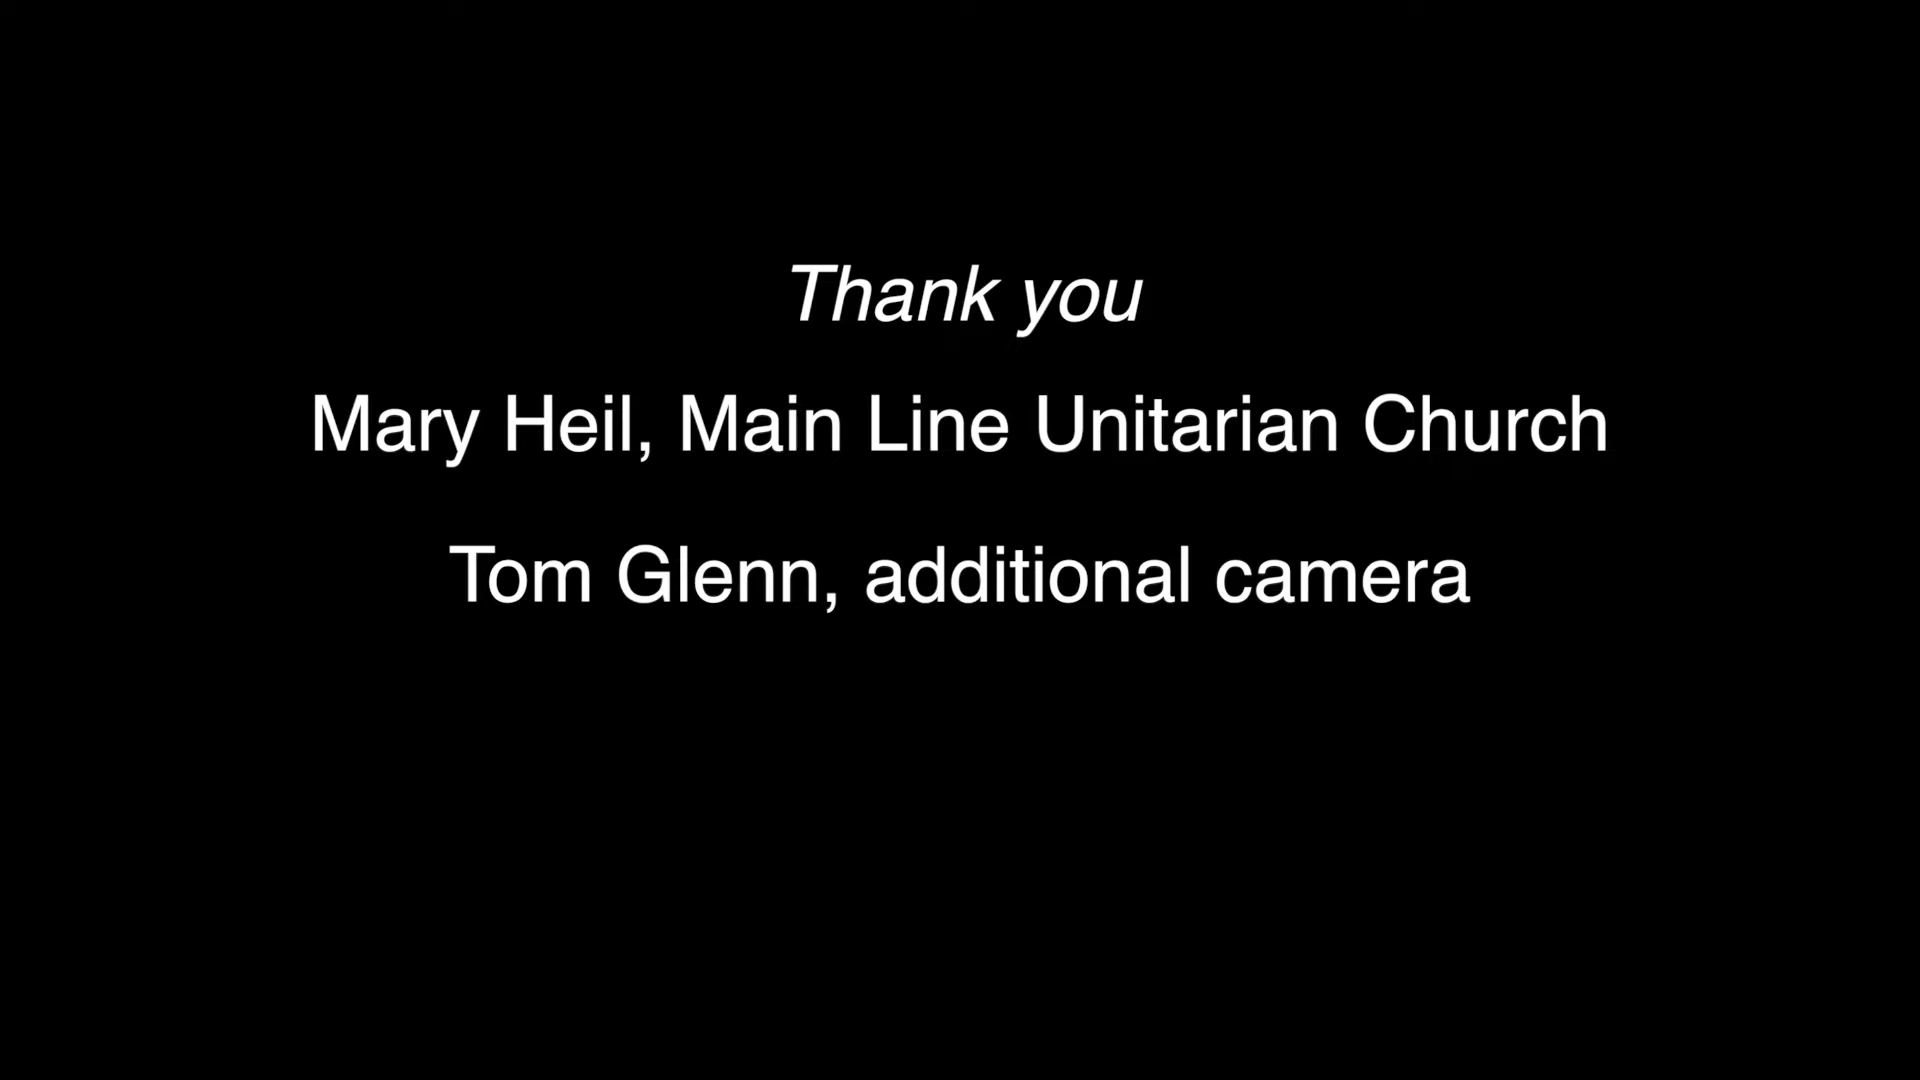 Thank you
Mary Heil, Main Line Unitarian Church
Tom Glenn, additional camera